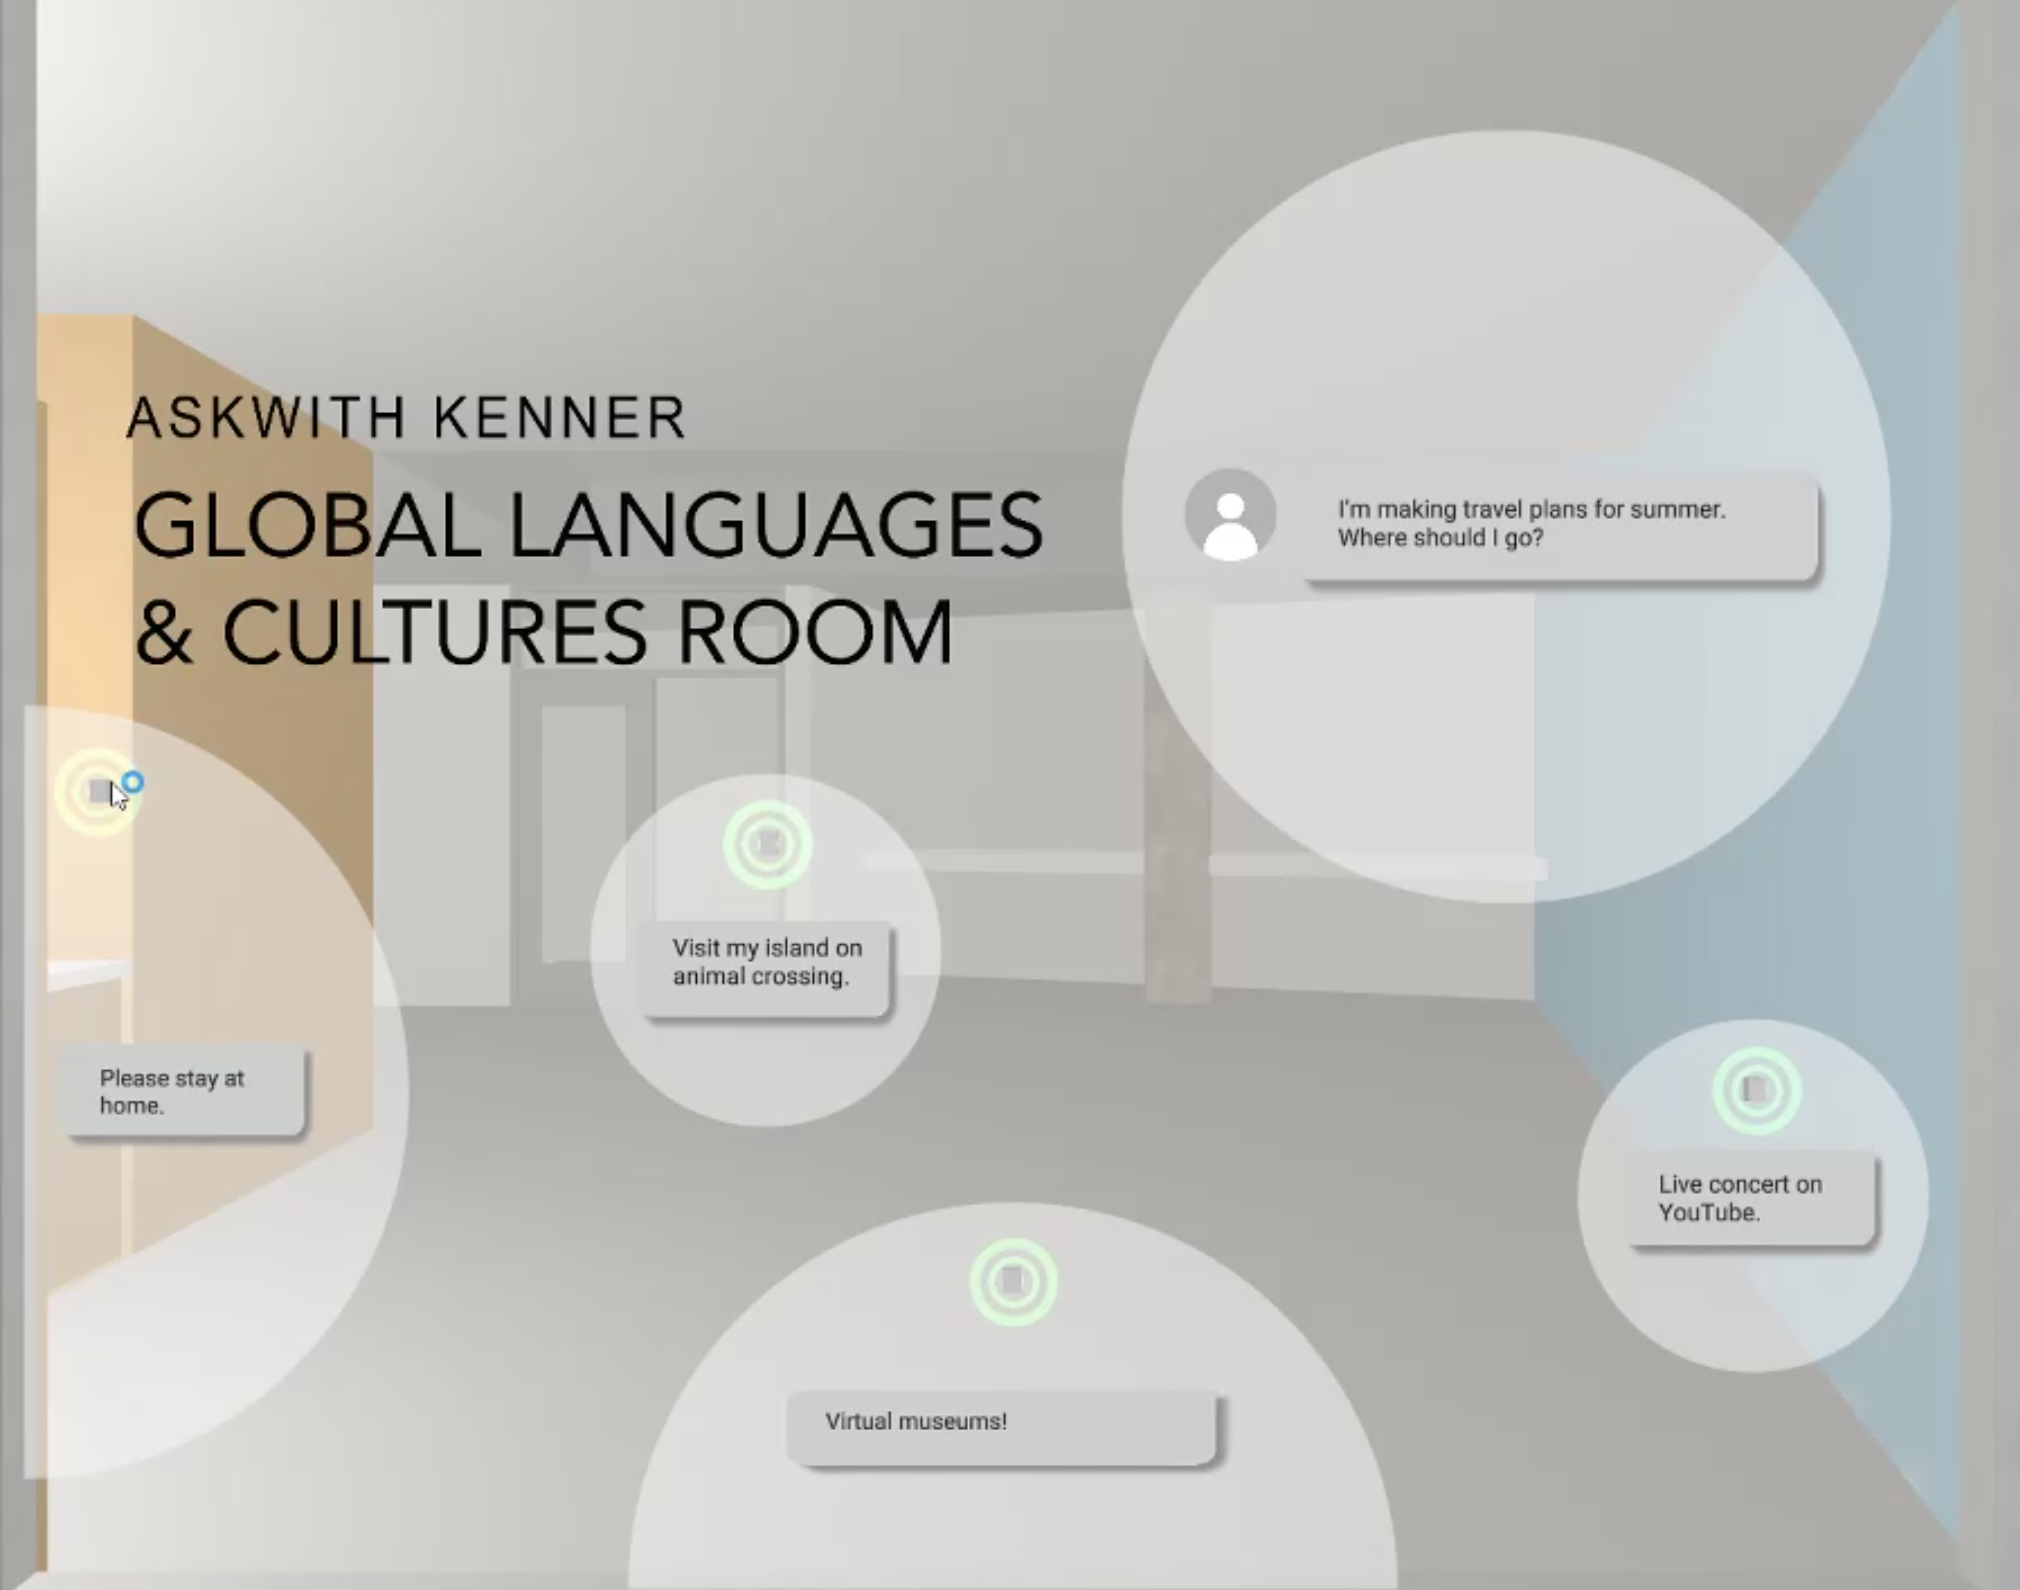 ASKWITH KENNER
GLOBAL LANGUAGES
& CULTURES ROOM
I'm making travel plans for summer.
Where should I go?
Visit my island on
animal crossing.
Please stay at
home.
Live concert on
YouTube.
Virtual museums!